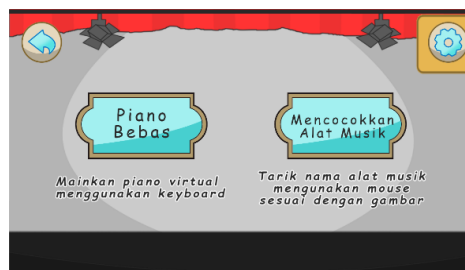 Piano
Bebas
Mencocokkan
Alat Musik
Mainkan piano virtual
menggunakan keyboard
Tarik nama alat musik
mengunakan mouse
sesuai dengan gambar